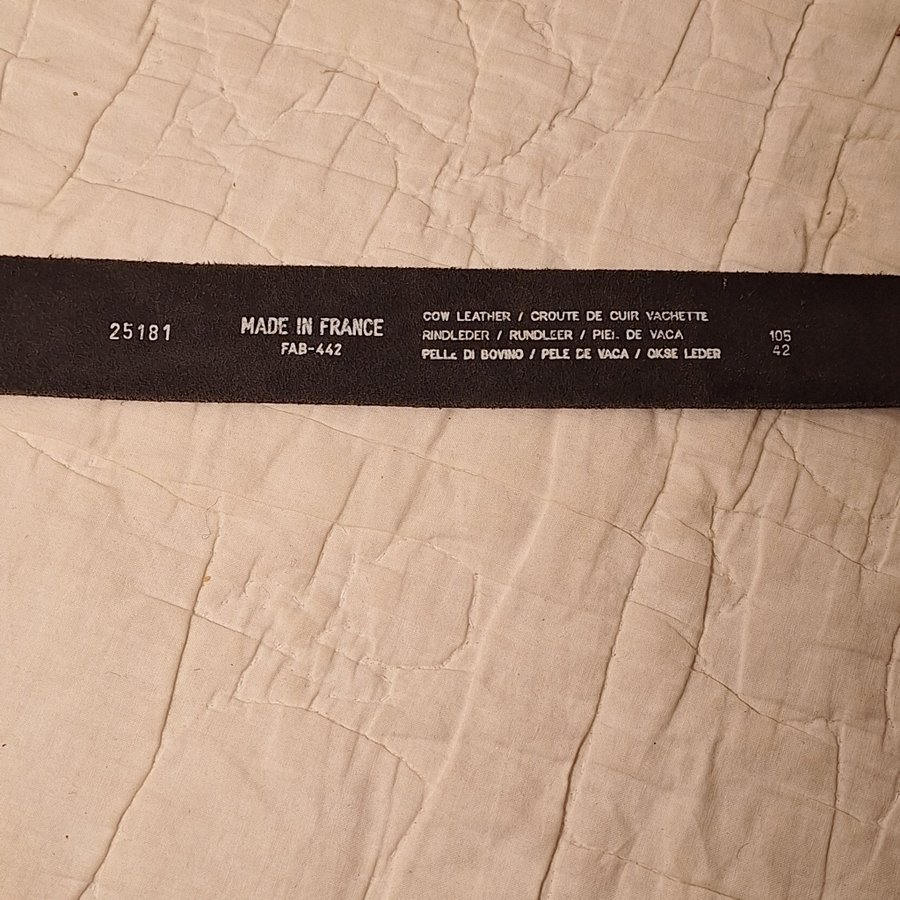 25181
MADE IN FRANCE
FAB-442
COW LEATHER / CROUTE DE CUIR VACHETTE
RINDLEDER / RUNDLEER / PIEL DE VACA
PELLE DI BOVINO / PELE DE VACA / OKSE LEDER
105
42